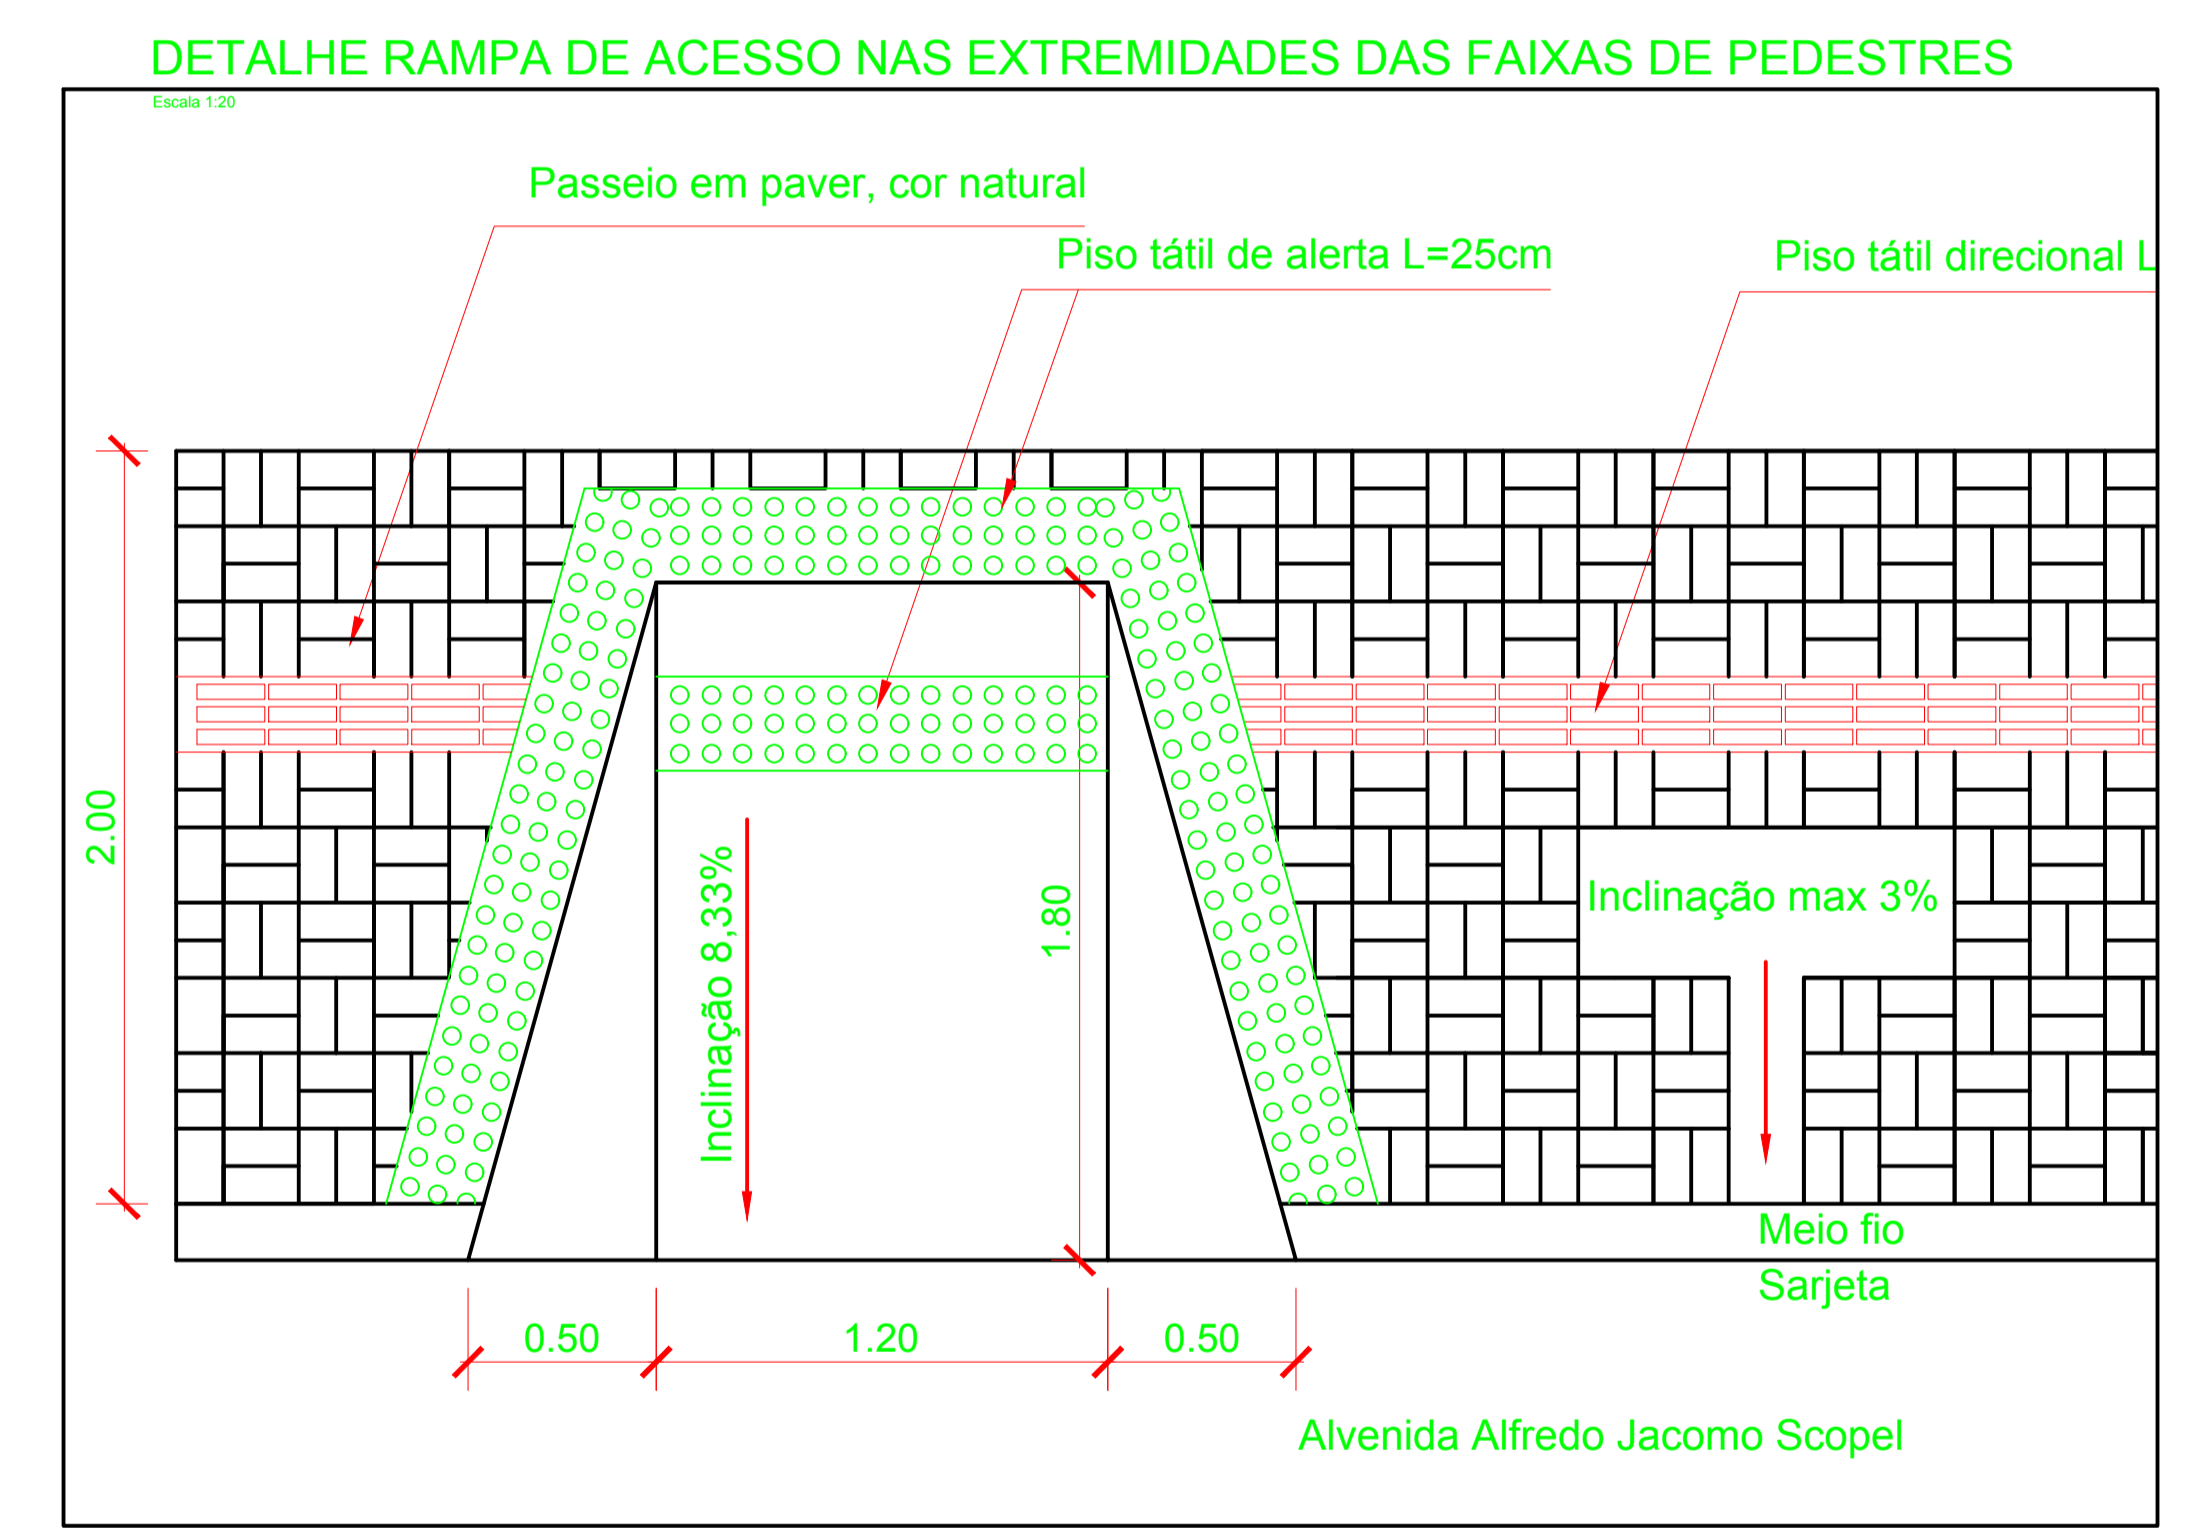 DETALHE RAMPA DE ACESSO NAS EXTREMIDADES DAS FAIXAS DE PEDESTRES
Escala 1:20
Passeio em paver, cor natural
Piso tátil de alerta L=25cm
Piso tátil direcional L
2.00
Inclinação 8,33%
1.80
Inclinação max 3%
Meio fio
Sarjeta
0.50
1.20
0.50
Alvenida Alfredo Jacomo Scopel